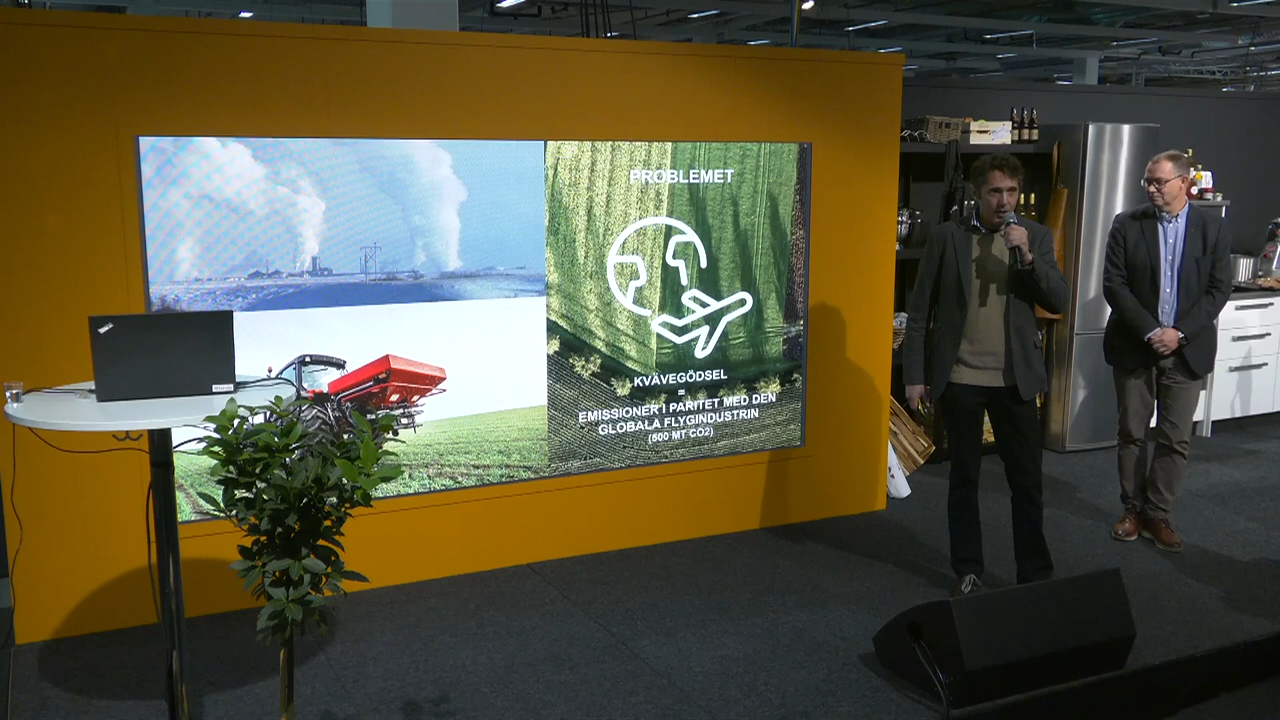 PROBLEMET
KVÄVEGÖDSEL
=
EMISSIONER I PARITET MED DEN
GLOBALA FLYGINDUSTRIN
(500 MT CO2)